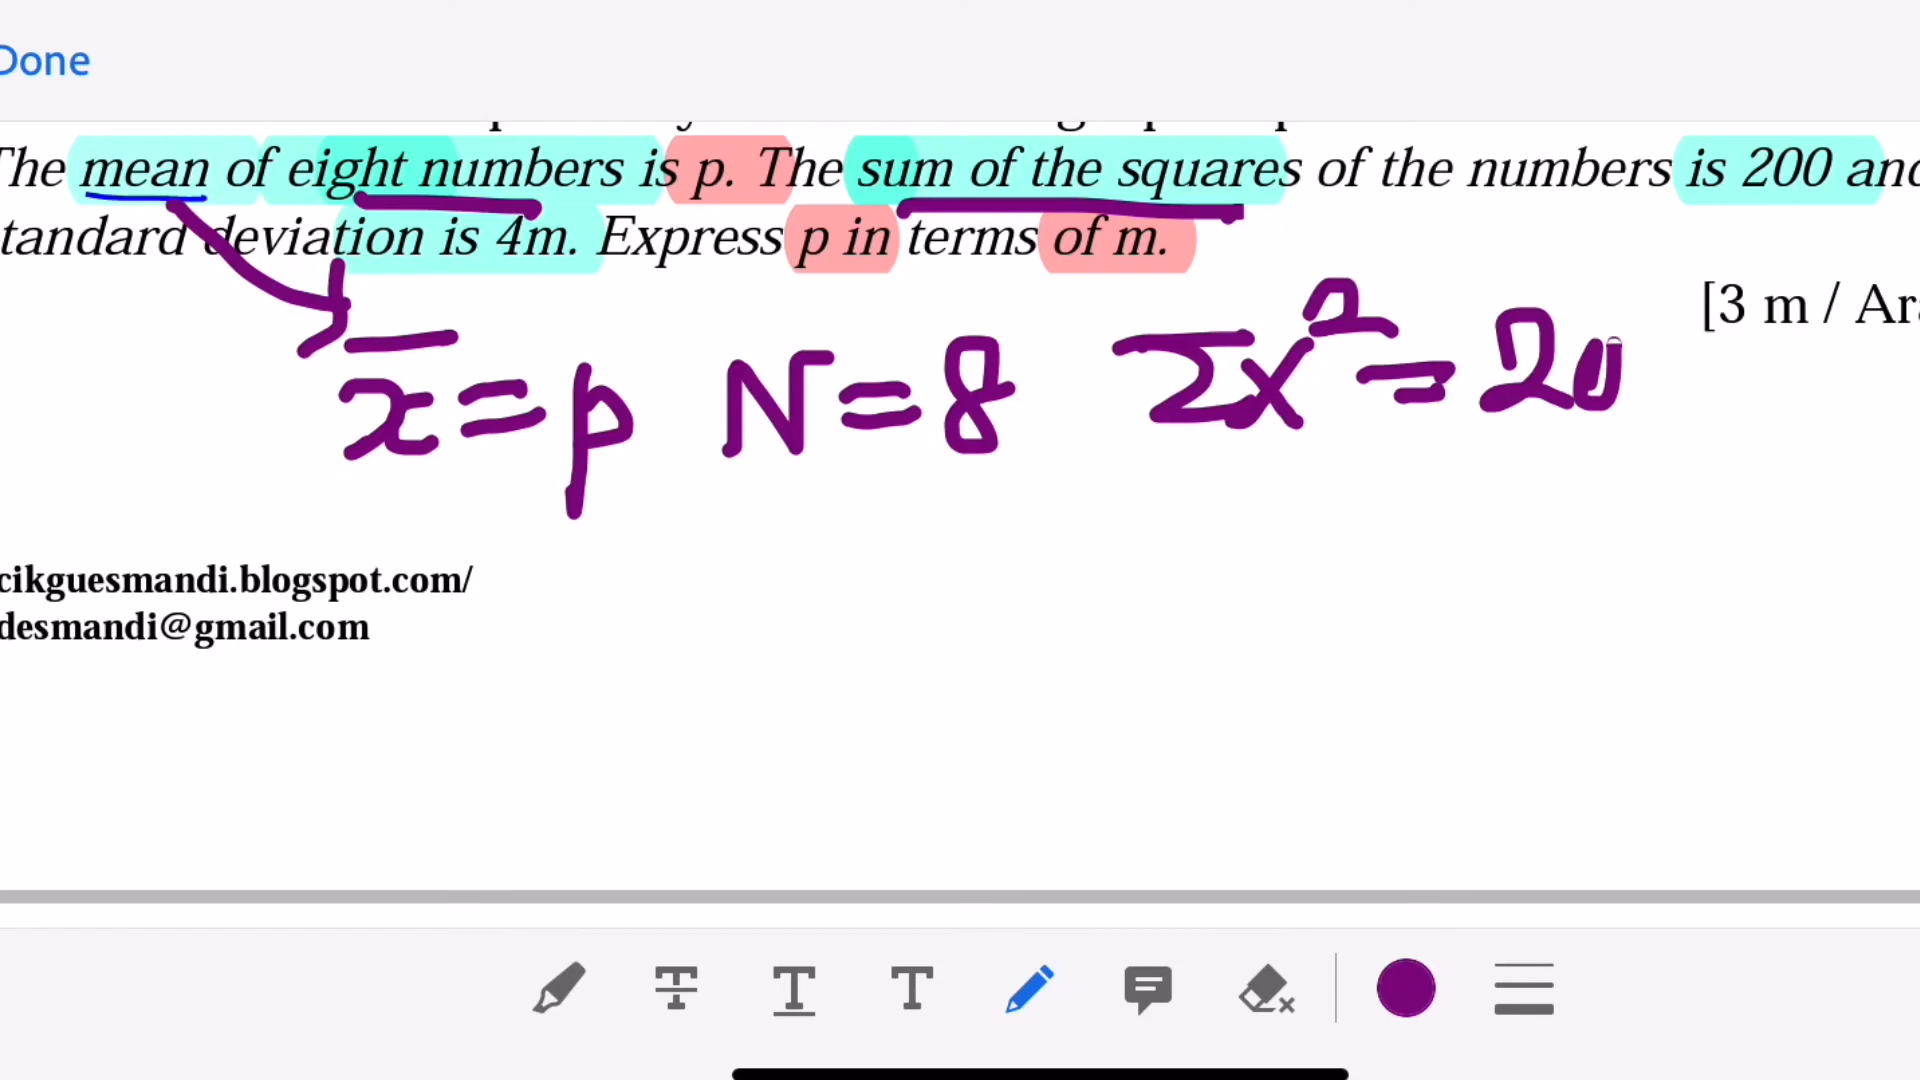 Done
The mean of eight numbers is p. The sum of the squares of the numbers is 200 and
tandard deviation is 4m. Express p in terms of m.
[3 m / Ar
x̄ = p N = 8 Σx² = 20
cikguesmandi.blogspot.com/
desmandi@gmail.com